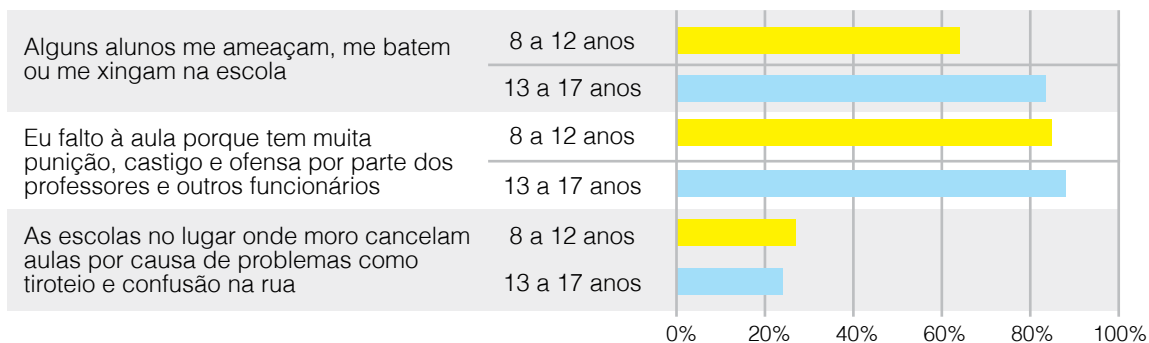 Alguns alunos me ameaçam, me batem
ou me xingam na escola
8 a 12 anos
13 a 17 anos
Eu falto à aula porque tem muita
punição, castigo e ofensa por parte dos
professores e outros funcionários
8 a 12 anos
13 a 17 anos
As escolas no lugar onde moro cancelam
aulas por causa de problemas como
tiroteio e confusão na rua
8 a 12 anos
13 a 17 anos
0% 20% 40% 60% 80% 100%